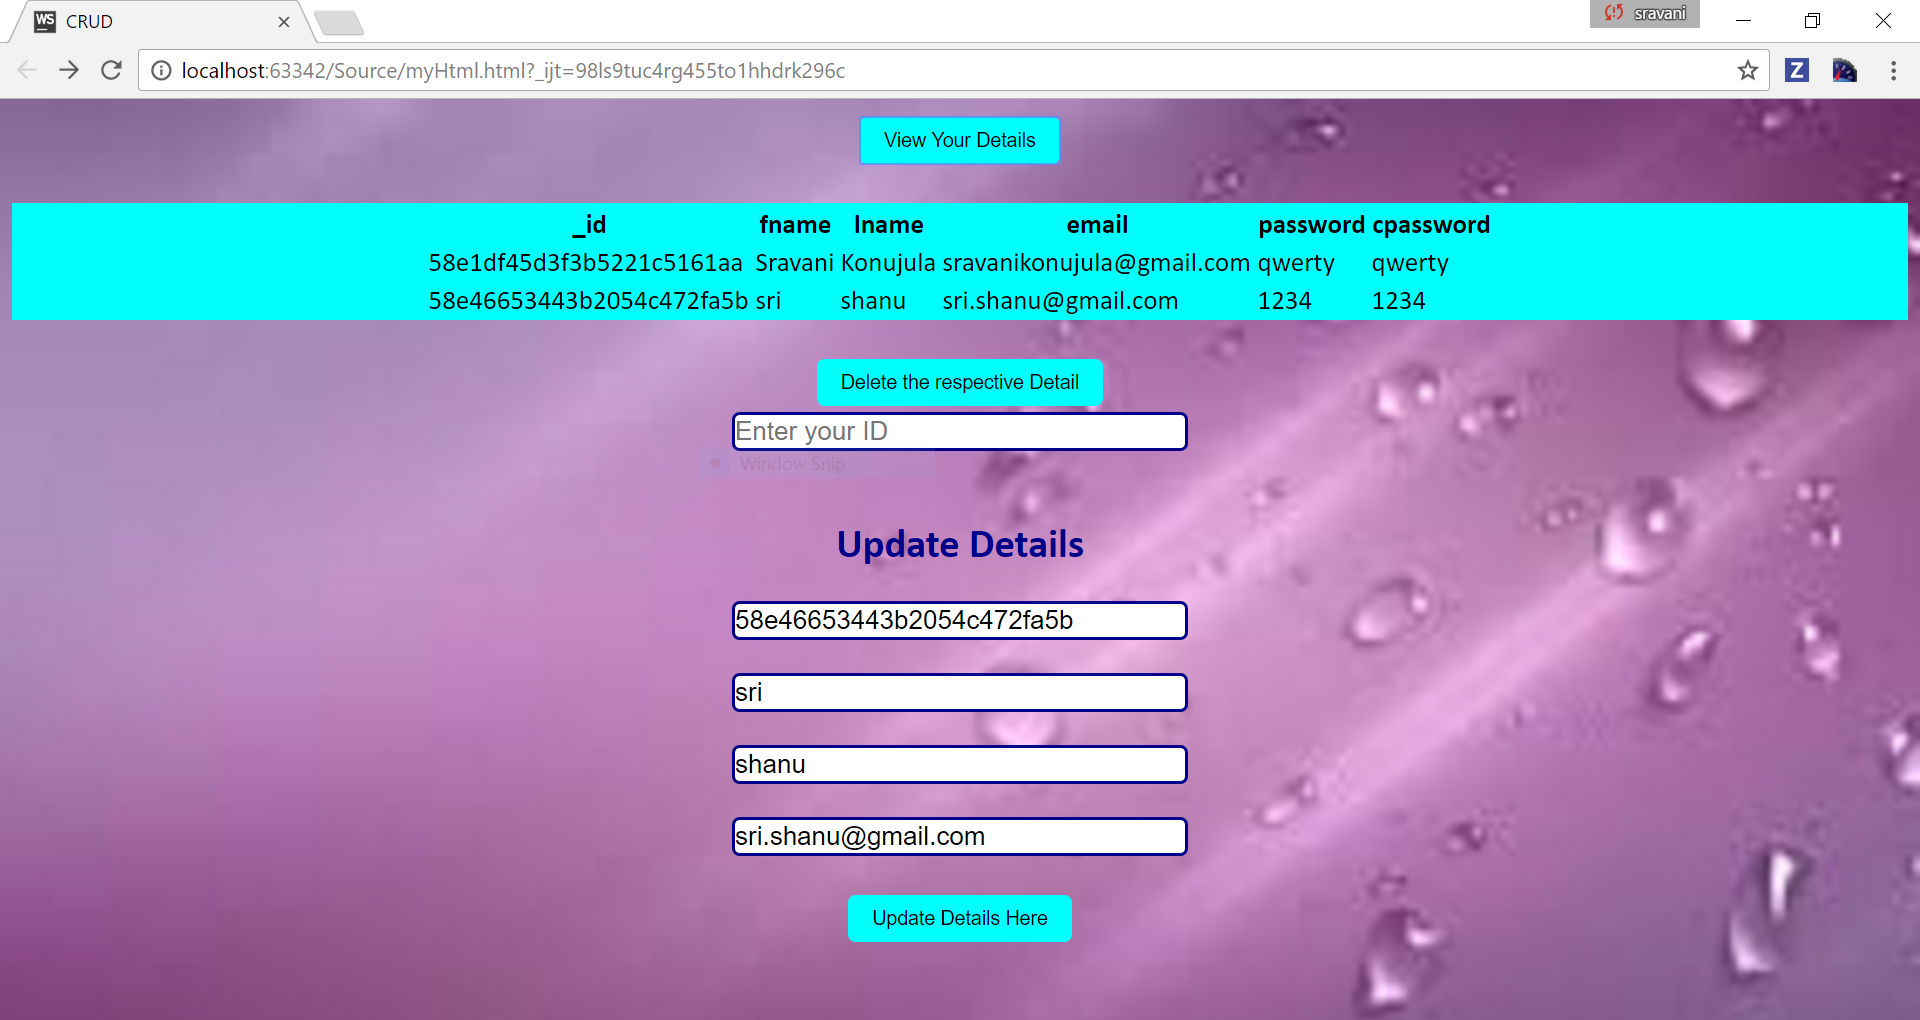 WS CRUD
sravani
localhost:63342/Source/myHtml.html?_ijt=98ls9tuc4rg455to1hhdrk296c
Z
View Your Details
_id fname lname email password cpassword
58e1df45d3f3b5221c5161aa Sravani Konujula sravanikonujula@gmail.com qwerty qwerty
58e46653443b2054c472fa5b sri shanu sri.shanu@gmail.com 1234 1234
Delete the respective Detail
Enter your ID
Window Snip
Update Details
58e46653443b2054c472fa5b
sri
shanu
sri.shanu@gmail.com
Update Details Here